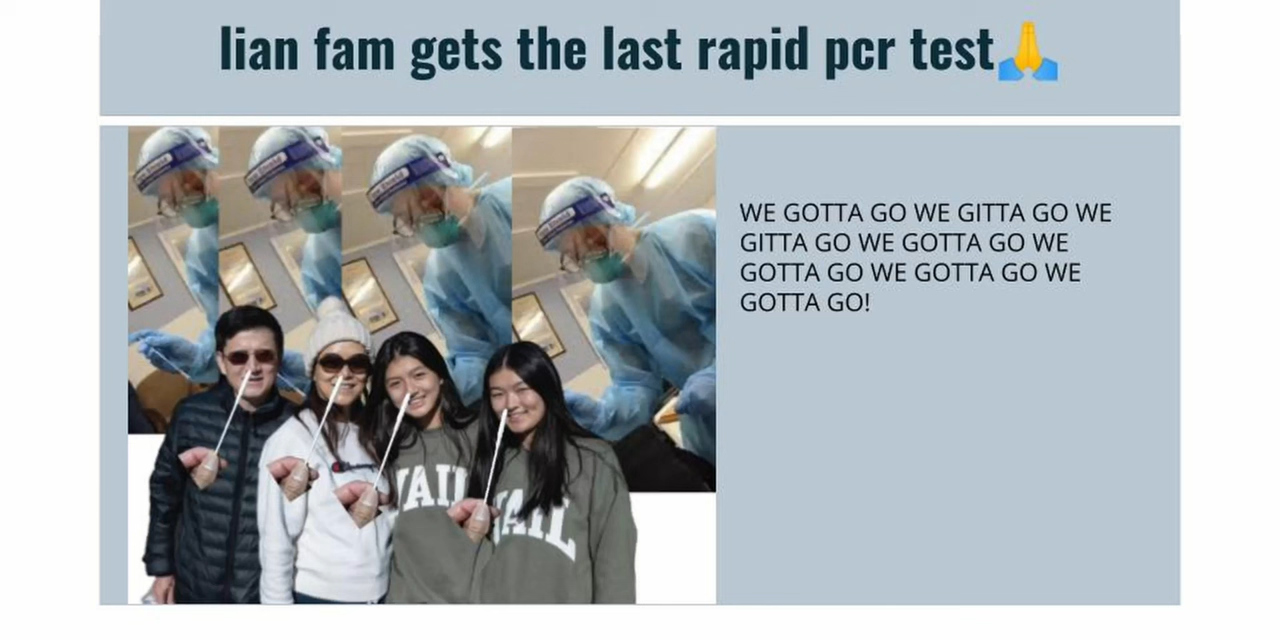 lian fam gets the last rapid pcr test🙏
WE GOTTA GO WE GITTA GO WE
GITTA GO WE GOTTA GO WE
GOTTA GO WE GOTTA GO WE
GOTTA GO!
VAIL
VAIL